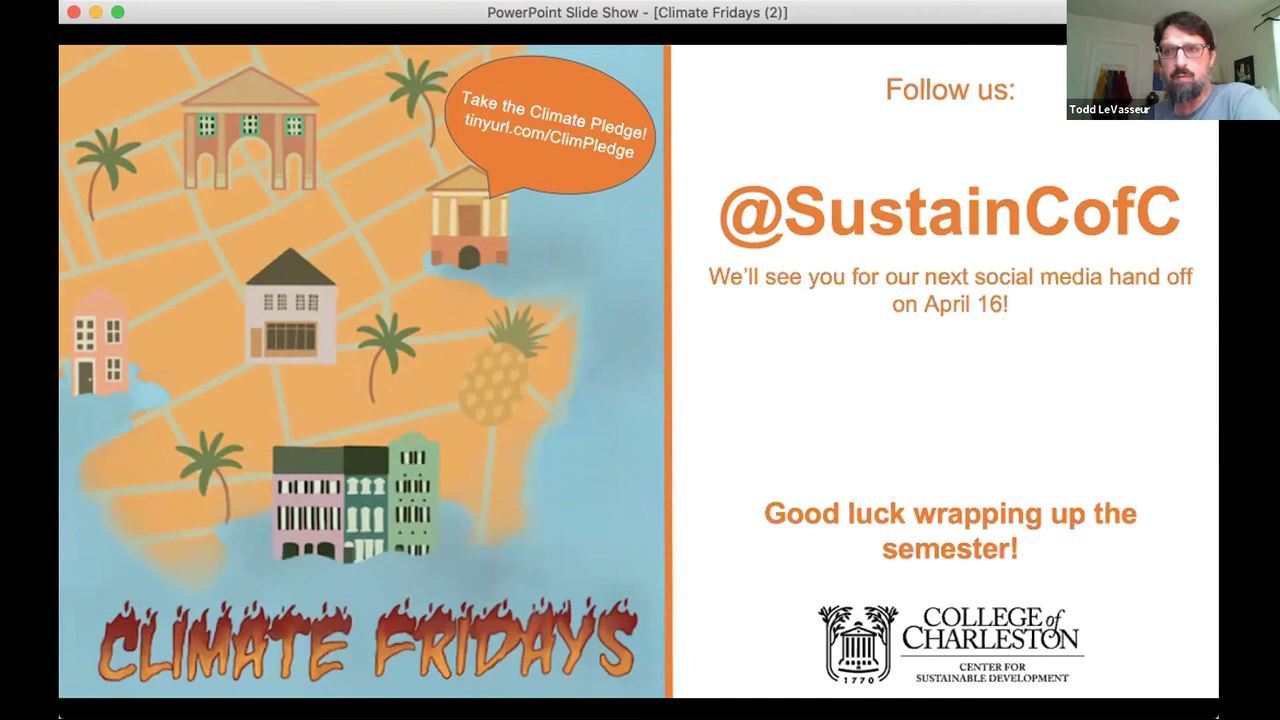 PowerPoint Slide Show - [Climate Fridays (2)]
Todd LeVasseur
Take the Climate Pledge!
tinyurl.com/ClimPledge
CLIMATE FRIDAYS
Follow us:
@SustainCofC
We'll see you for our next social media hand off
on April 16!
Good luck wrapping up the
semester!
1770
COLLEGE of
CHARLESTON
CENTER FOR
SUSTAINABLE DEVELOPMENT